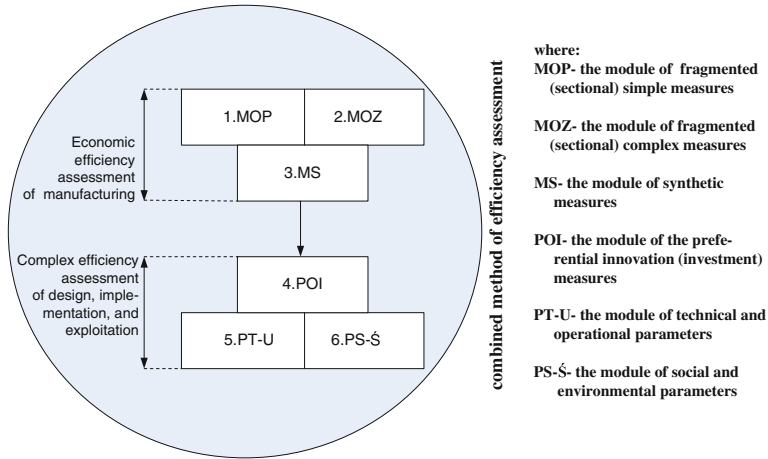 1.MOP
2.MOZ
3.MS
Economic
efficiency
assessment
of manufacturing
Complex efficiency
assessment
of design, imple-
mentation, and
exploitation
4.POI
5.PT-U
6.PS-Ś
combined method of efficiency assessment
where:
MOP- the module of fragmented
(sectional) simple measures
MOZ- the module of fragmented
(sectional) complex measures
MS- the module of synthetic
measures
POI- the module of the prefe-
rential innovation (investment)
measures
PT-U- the module of technical and
operational parameters
PS-Ś- the module of social and
environmental parameters